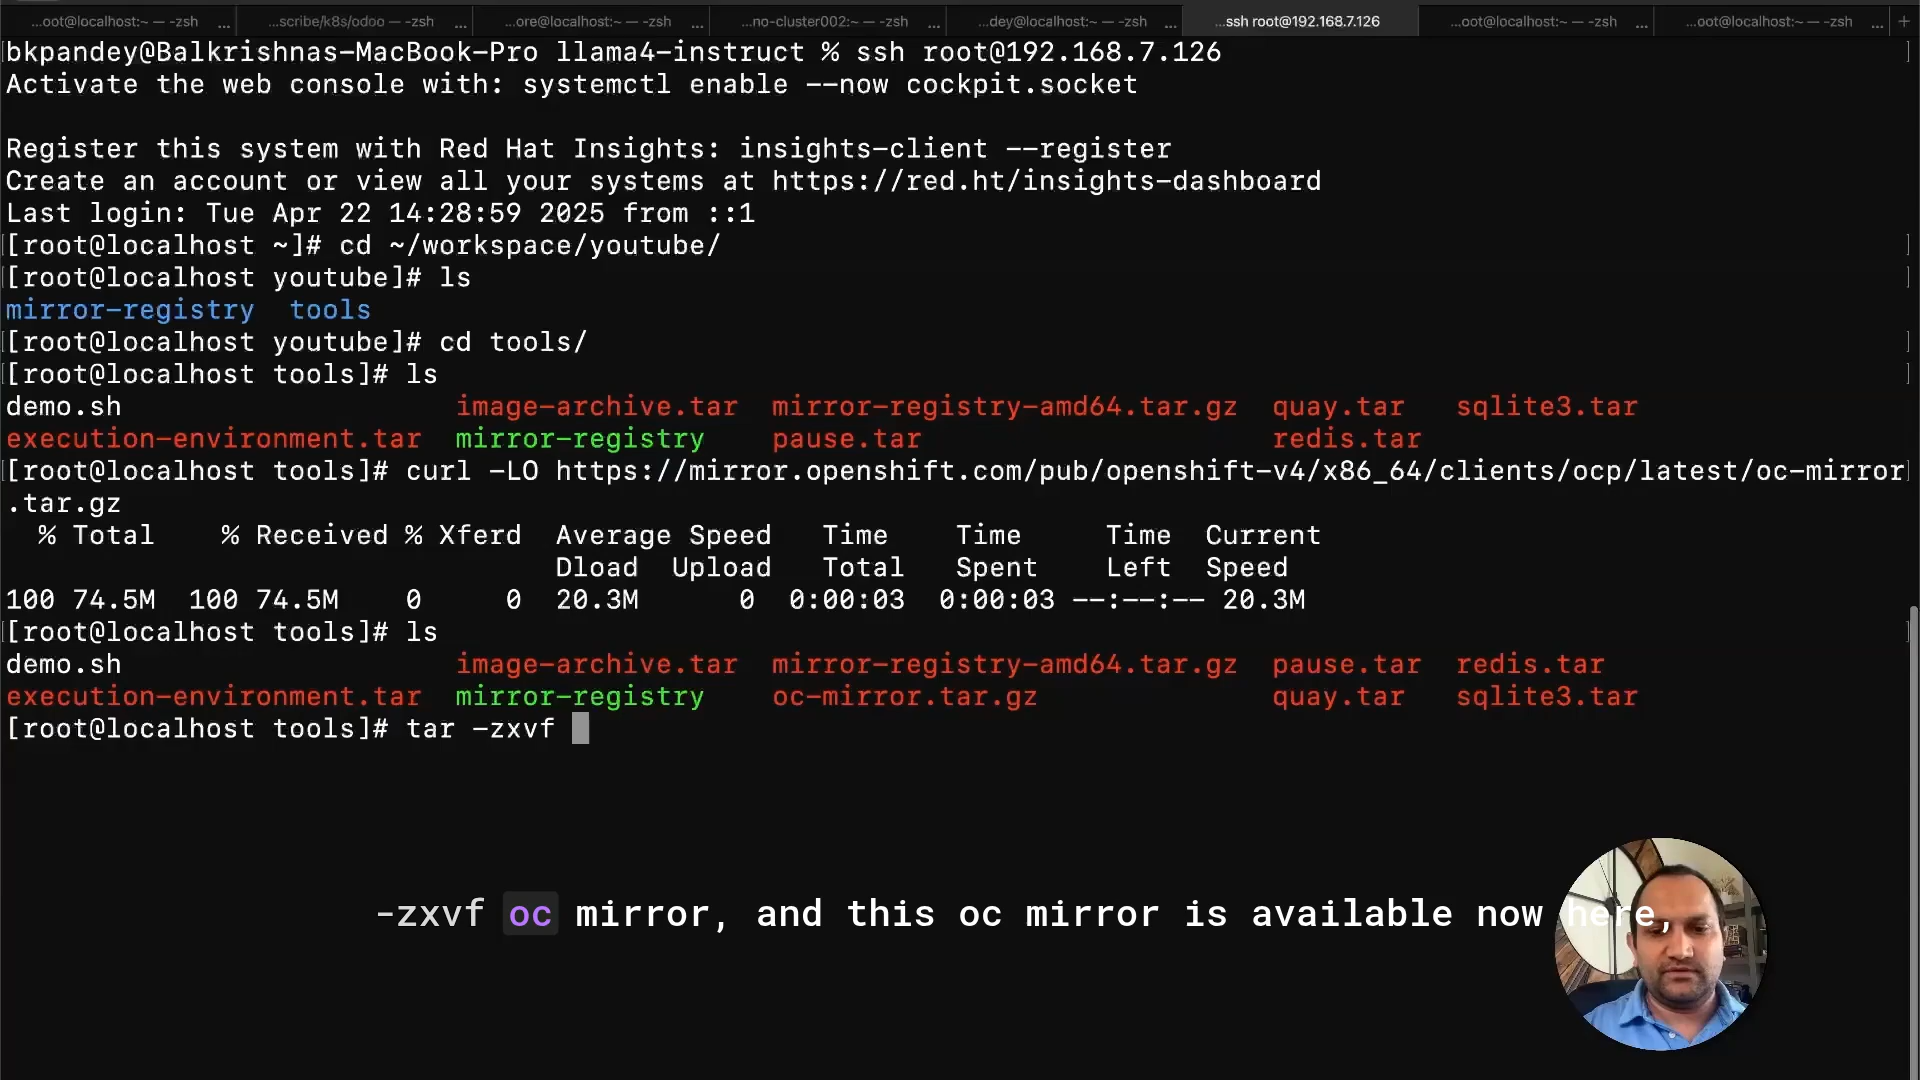 ...oot@localhost:~ — -zsh ... ...scribe/k8s/odoo — -zsh ... ...ore@localhost:~ — -zsh ... ...no-cluster002:~ — -zsh ... ...dey@localhost:~ — -zsh ... ...ssh root@192.168.7.126 ...oot@localhost:~ — -zsh ... ...oot@localhost:~ — -zsh ... +
[bkpandey@Balkrishnas-MacBook-Pro llama4-instruct % ssh root@192.168.7.126 ]
Activate the web console with: systemctl enable --now cockpit.socket
Register this system with Red Hat Insights: insights-client --register
Create an account or view all your systems at https://red.ht/insights-dashboard
Last login: Tue Apr 22 14:28:59 2025 from ::1
[[root@localhost ~]# cd ~/workspace/youtube/ ]
[[root@localhost youtube]# ls ]
mirror-registry tools
[[root@localhost youtube]# cd tools/ ]
[[root@localhost tools]# ls ]
demo.sh image-archive.tar mirror-registry-amd64.tar.gz quay.tar sqlite3.tar
execution-environment.tar mirror-registry pause.tar redis.tar
[[root@localhost tools]# curl -LO https://mirror.openshift.com/pub/openshift-v4/x86_64/clients/ocp/latest/oc-mirror]
.tar.gz
% Total % Received % Xferd Average Speed Time Time Time Current
Dload Upload Total Spent Left Speed
100 74.5M 100 74.5M 0 0 20.3M 0 0:00:03 0:00:03 --:--:-- 20.3M
[[root@localhost tools]# ls ]
demo.sh image-archive.tar mirror-registry-amd64.tar.gz pause.tar redis.tar
execution-environment.tar mirror-registry oc-mirror.tar.gz quay.tar sqlite3.tar
[root@localhost tools]# tar -zxvf
-zxvf oc mirror, and this oc mirror is available now here,